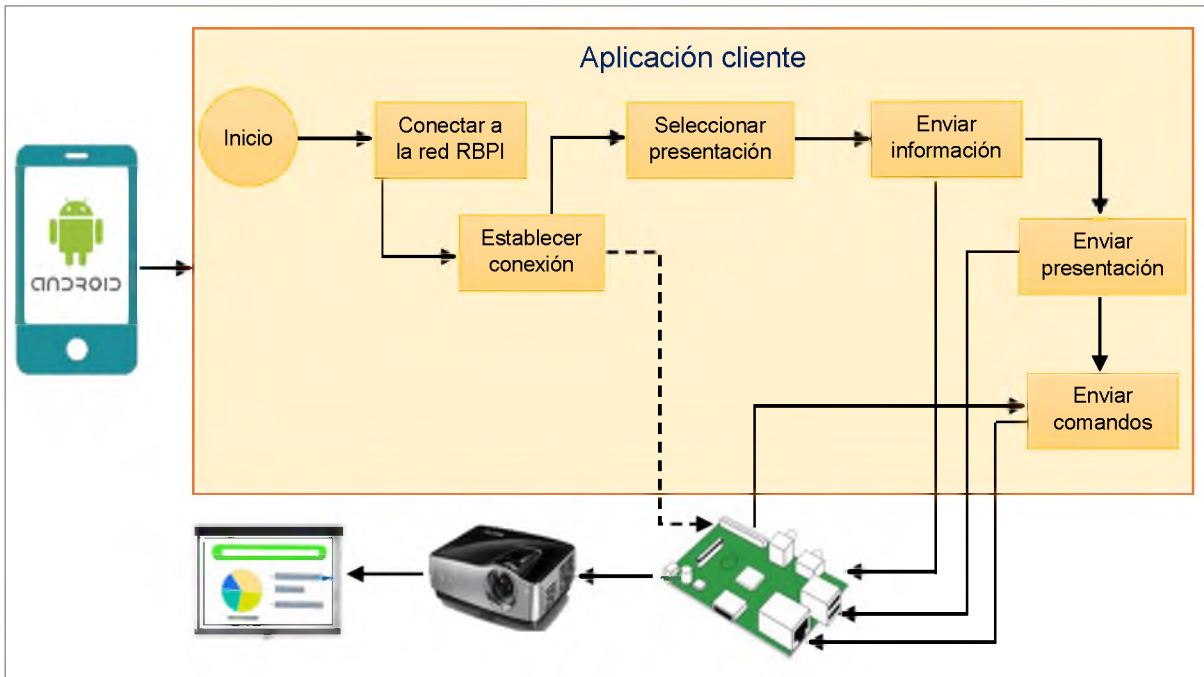 Aplicación cliente
Inicio
Conectar a
la red RBPI
Seleccionar
presentación
Enviar
información
Establecer
conexión
Enviar
presentación
Enviar
comandos
ANDROID